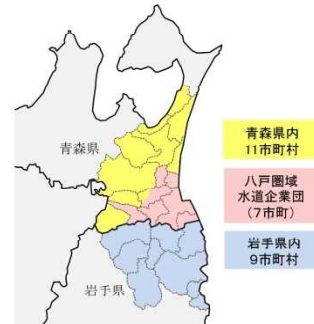 青森県
岩手県
青森県内
11市町村
八戸圏域
水道企業団
(7市町)
岩手県内
9市町村